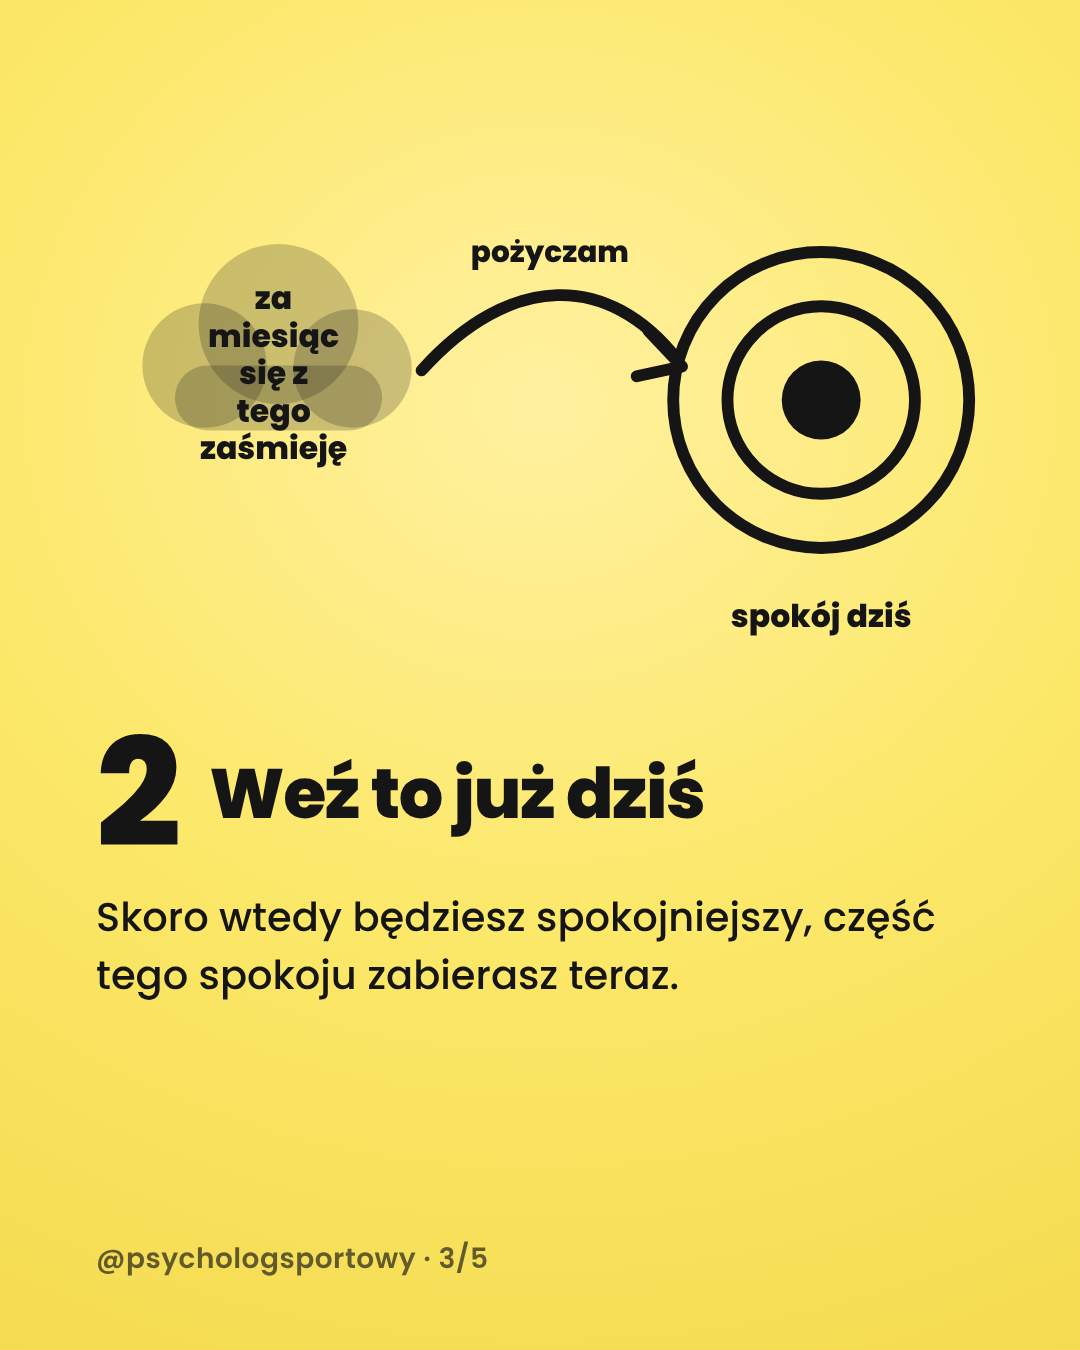 za
miesiąc
się z
tego
zaśmieję
pożyczam
spokój dziś
2 Weź to już dziś
Skoro wtedy będziesz spokojniejszy, część
tego spokoju zabierasz teraz.
@psychologsportowy · 3/5